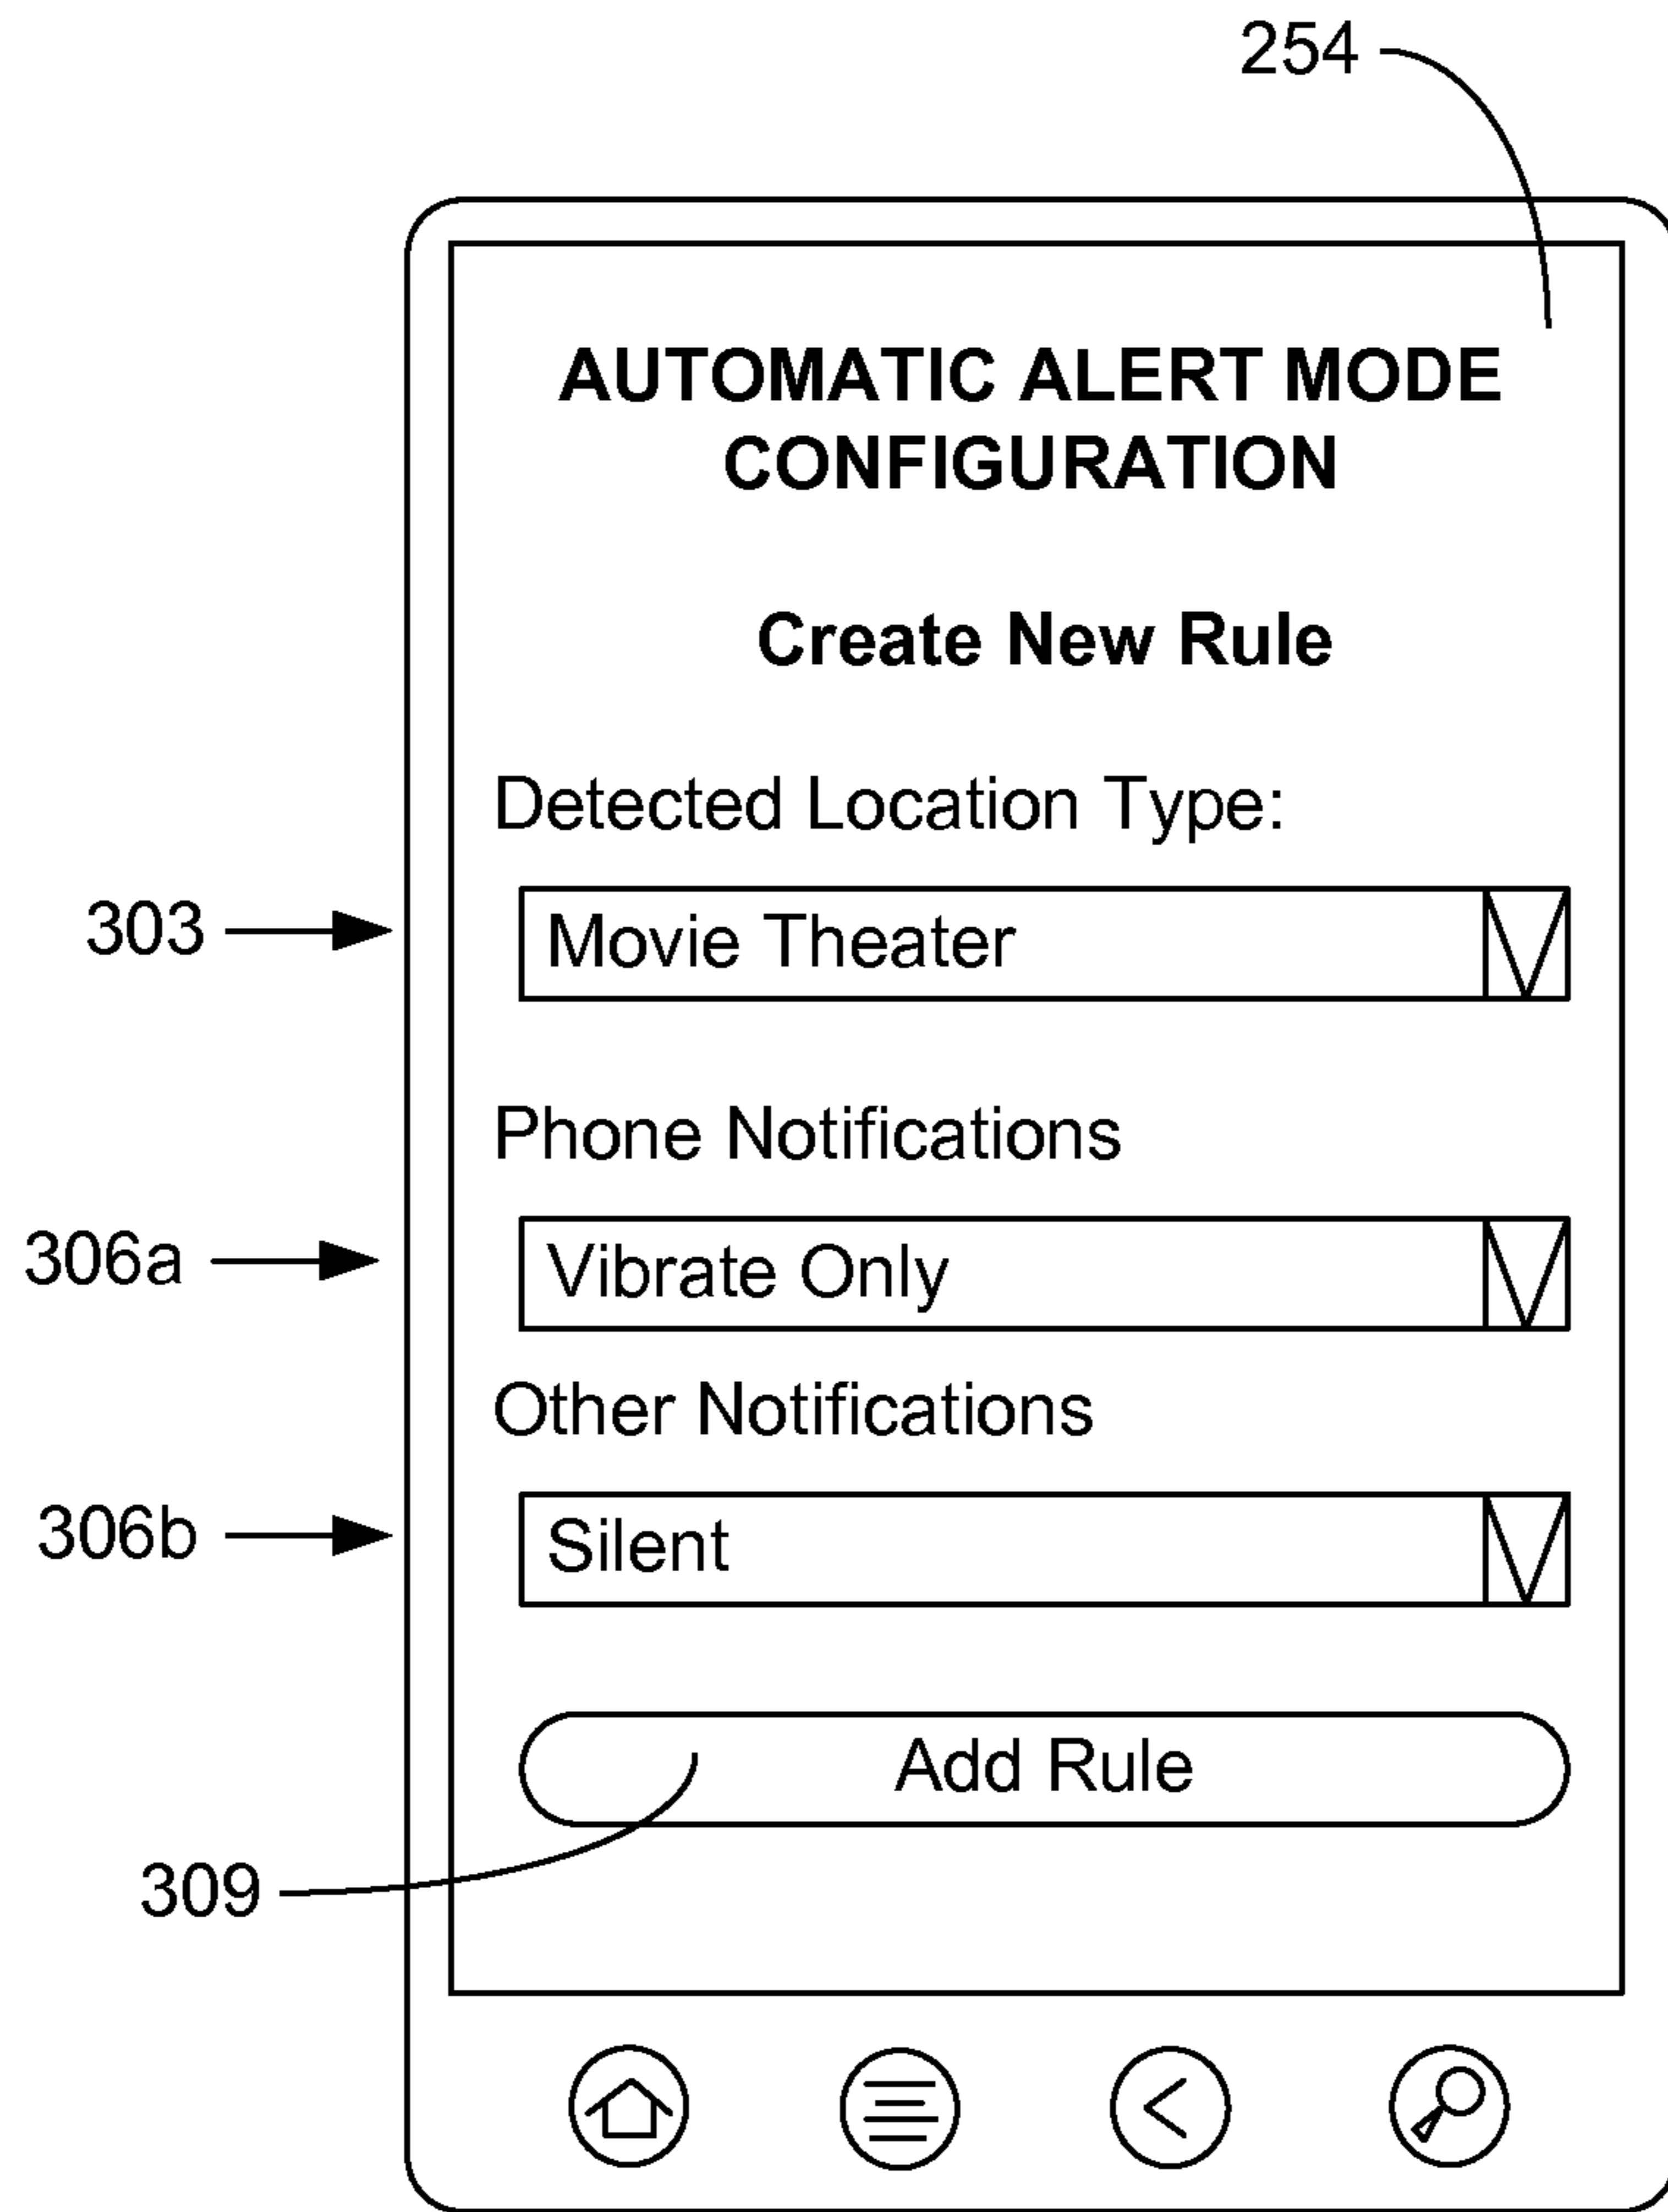 254
AUTOMATIC ALERT MODE
CONFIGURATION
Create New Rule
Detected Location Type:
303
Movie Theater
Phone Notifications
306a
Vibrate Only
Other Notifications
306b
Silent
Add Rule
309